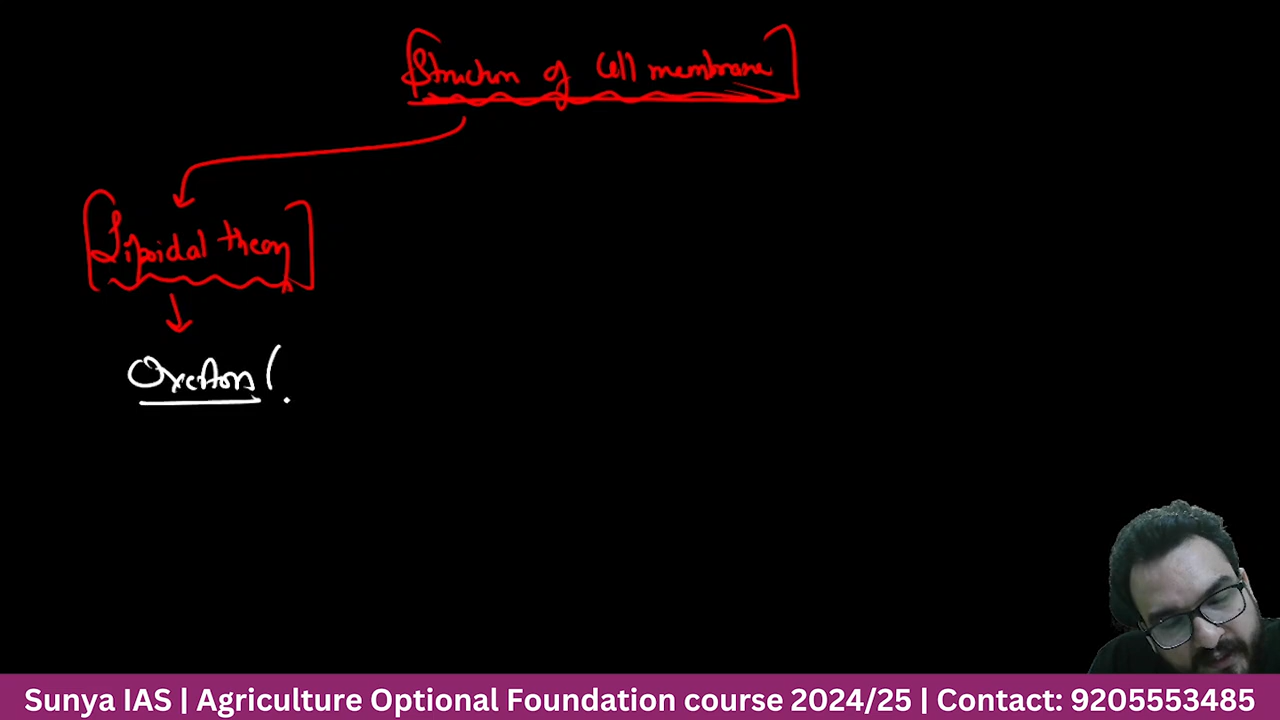 Structure of Cell membrane
Lipoidal theory
Overton (
Sunya IAS | Agriculture Optional Foundation course 2024/25 | Contact: 9205553485